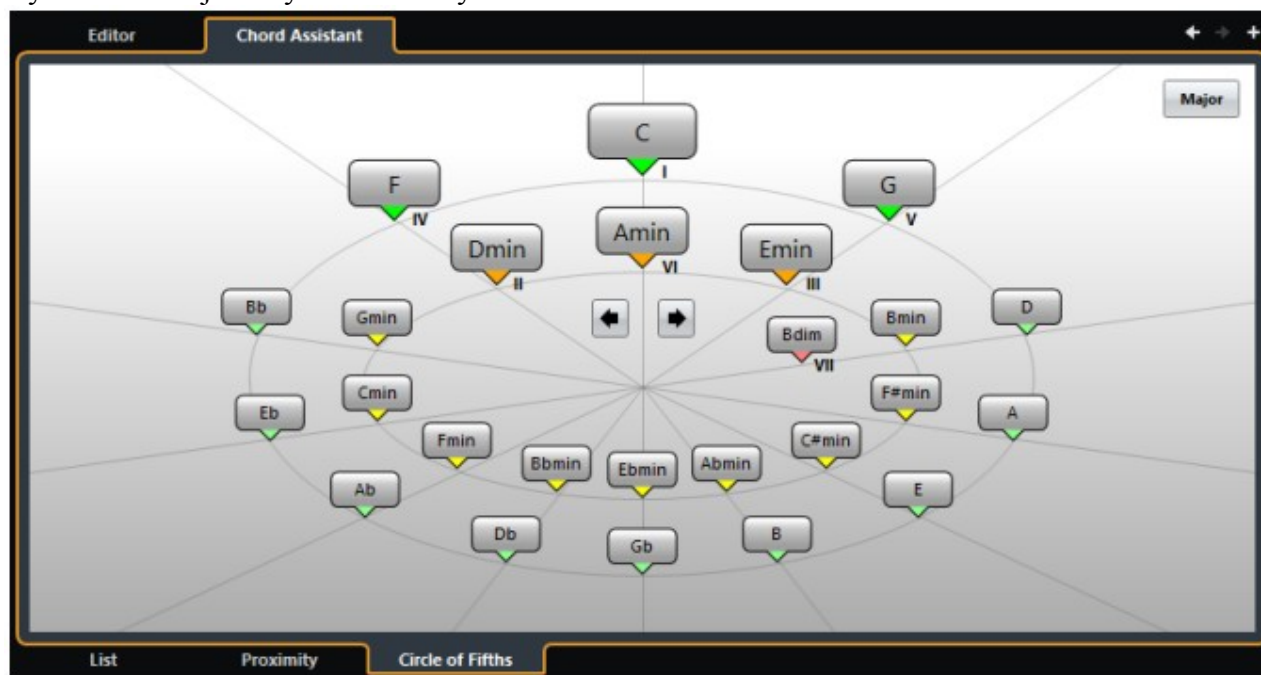 Editor Chord Assistant
Major
C
I
F G
IV V
Dmin Amin Emin
II VI III
Bb Gmin Bmin D
Bdim
VII
Eb Cmin F#min A
Fmin C#min
Bbmin Ebmin Abmin
Ab E
Db Gb B
List Proximity Circle of Fifths